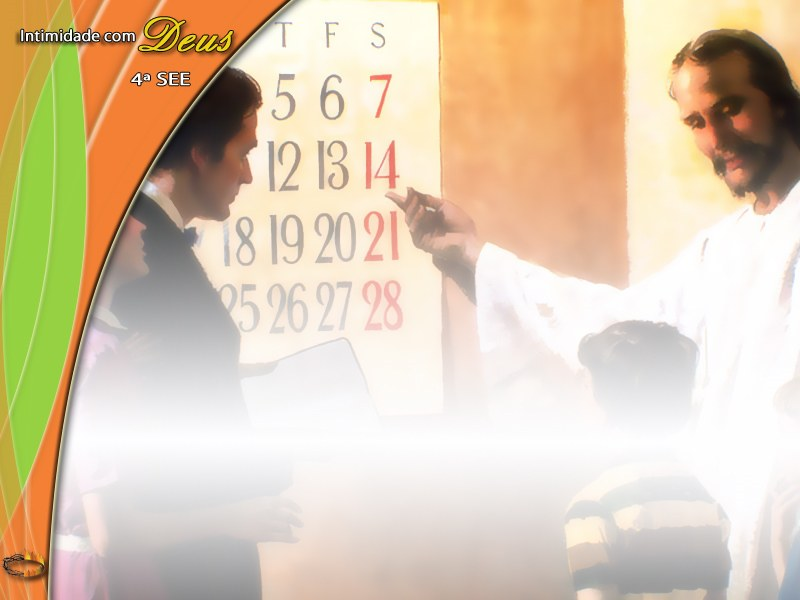 Intimidade com Deus
4ª SEE
T F S
5 6 7
12 13 14
18 19 20 21
25 26 27 28